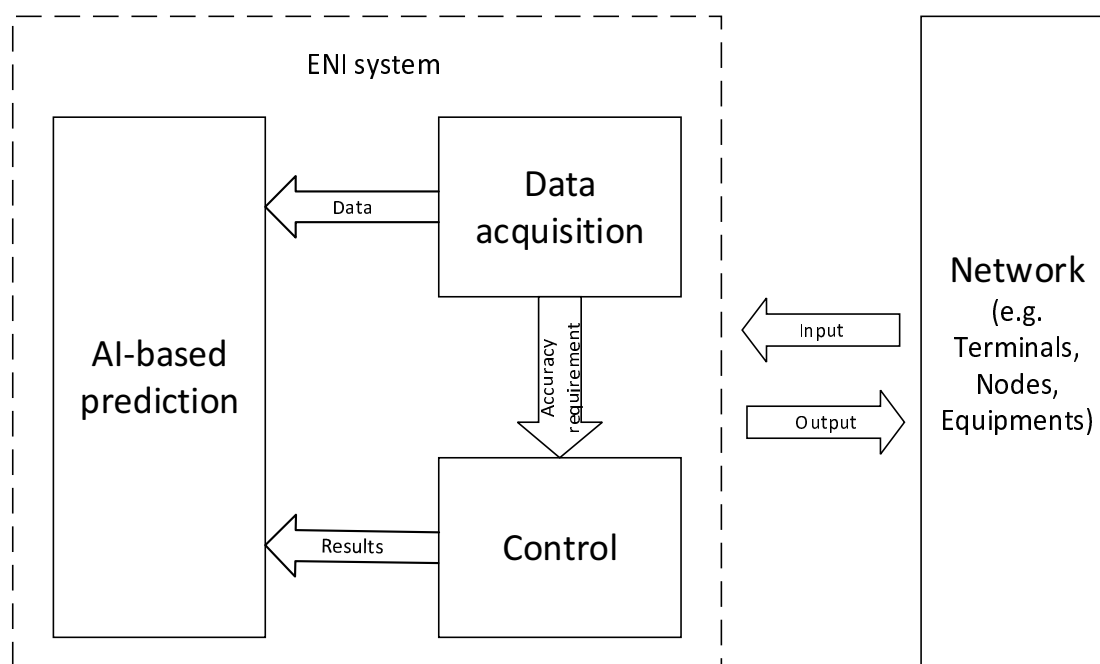 ENI system
Data
acquisition
Data
Accuracy
requirement
AI-based
prediction
Results
Control
Input
Output
Network
(e.g.
Terminals,
Nodes,
Equipments)